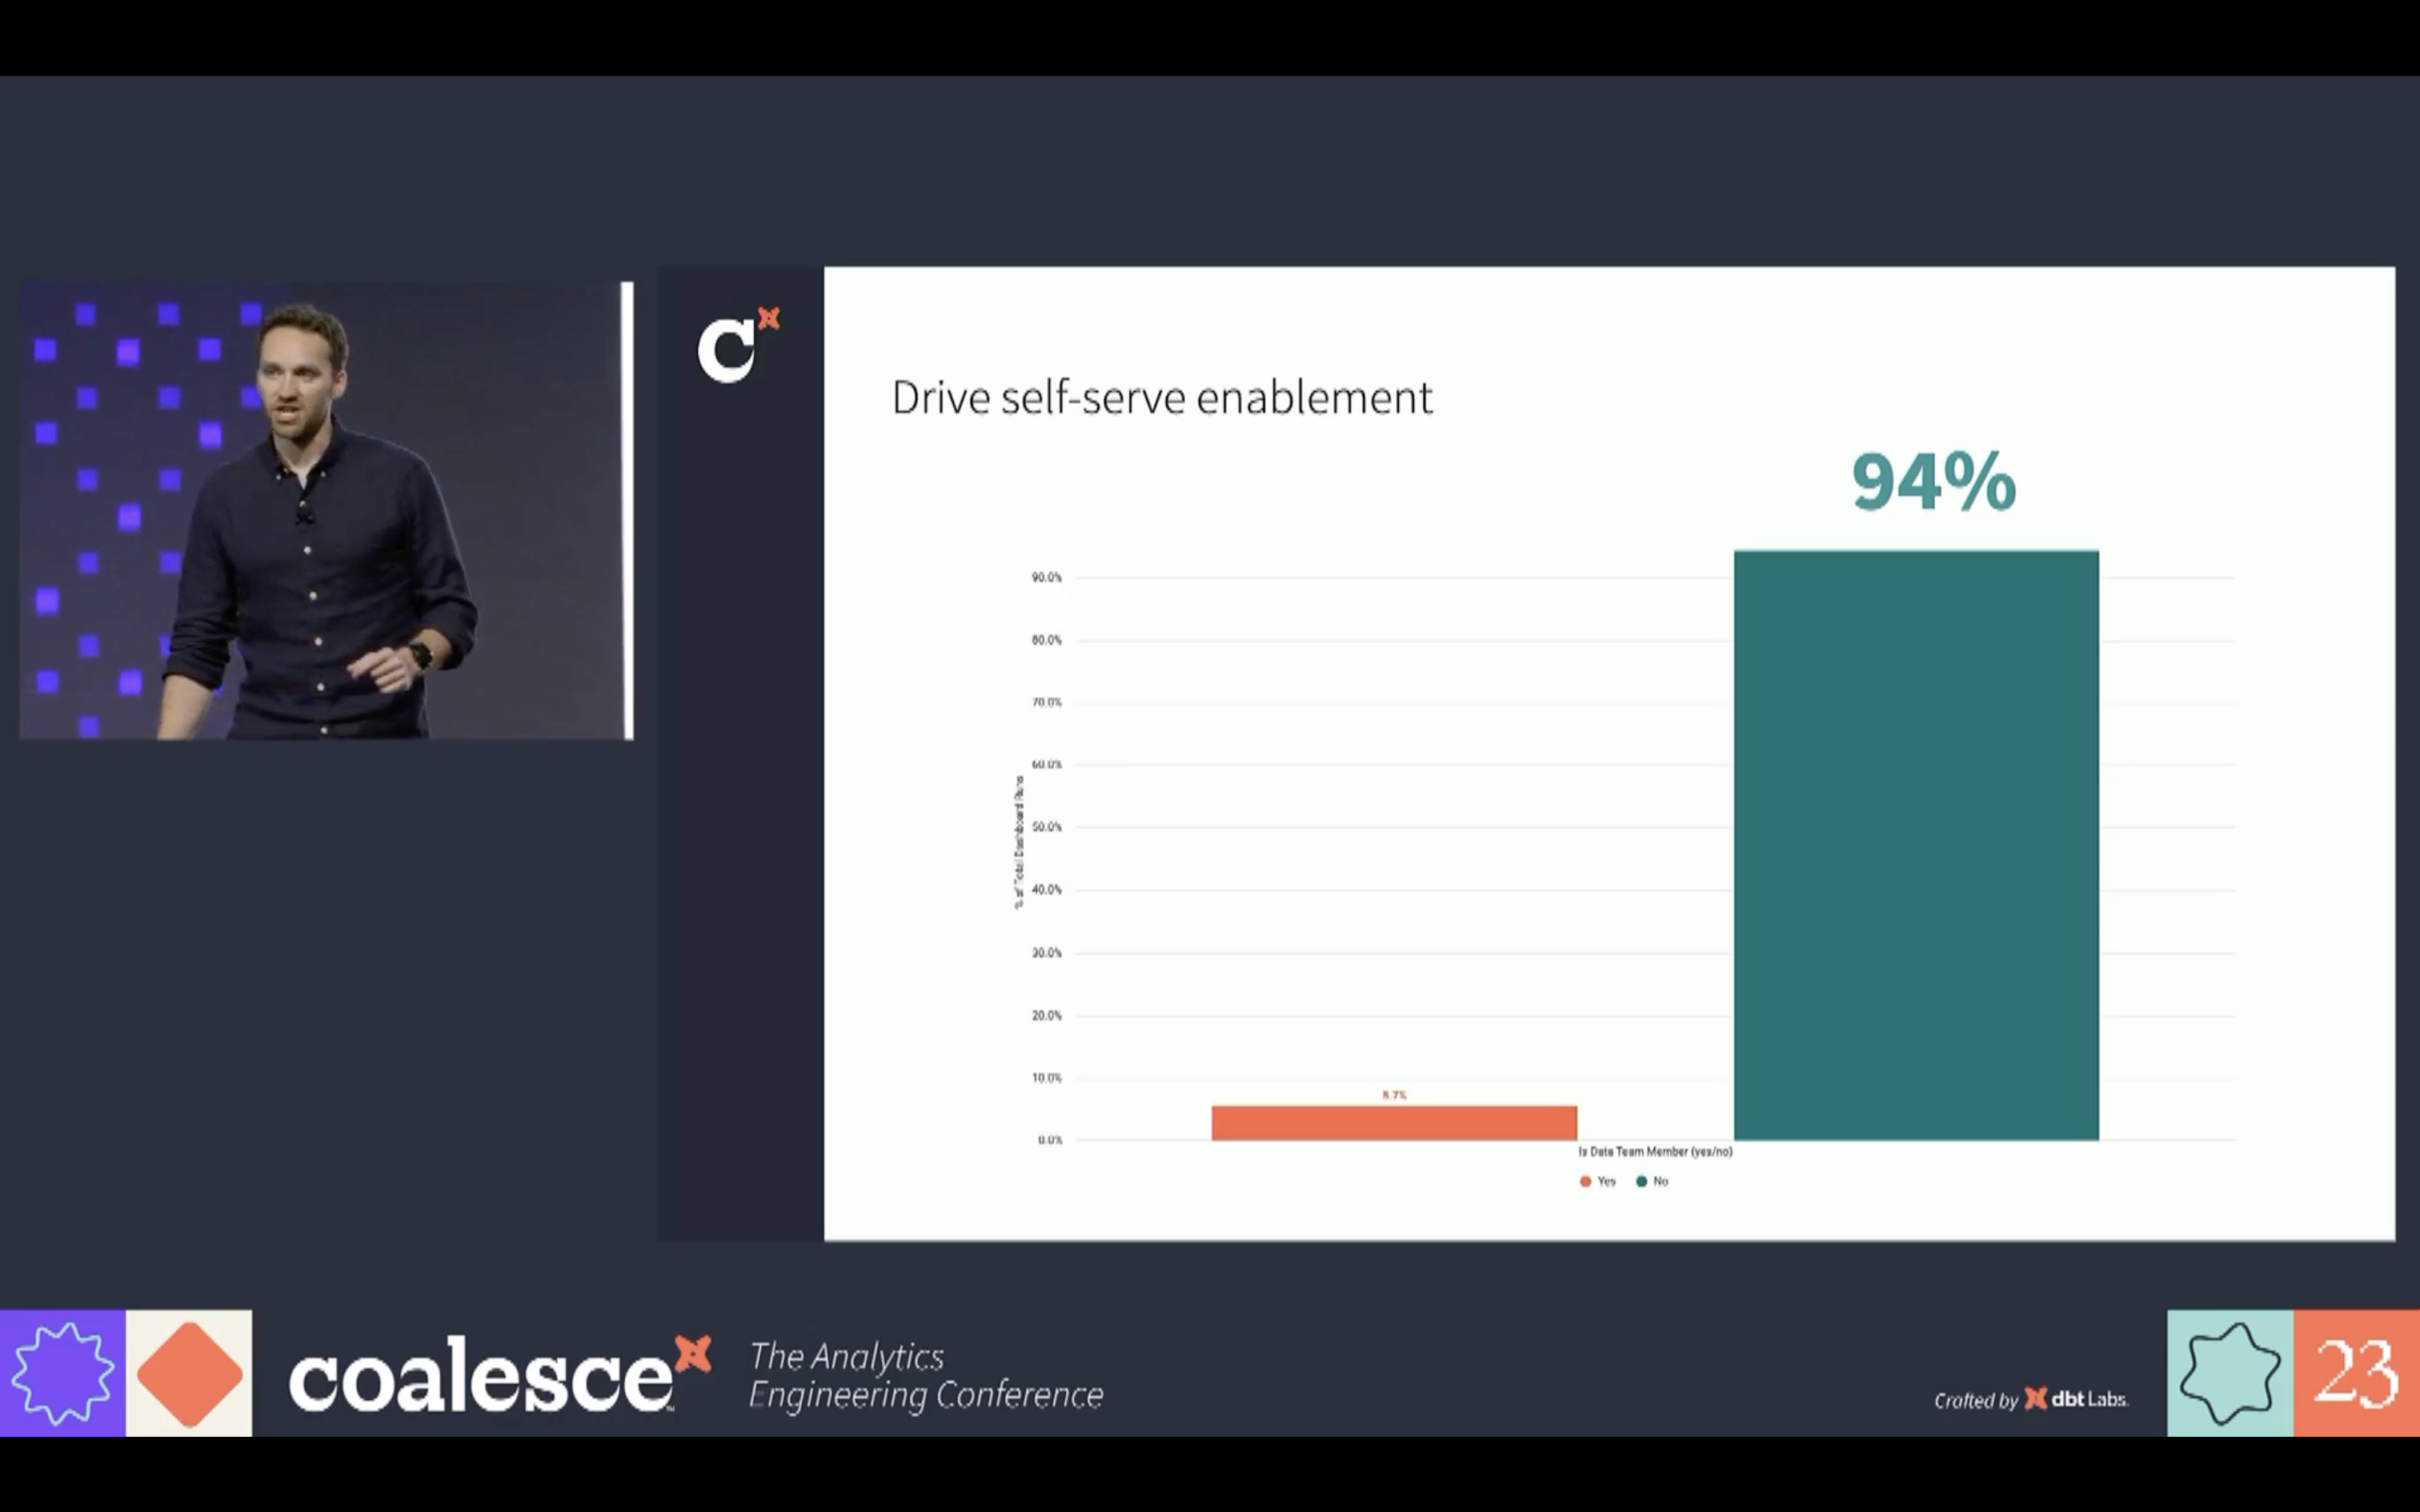 C
Drive self-serve enablement
94%
90.0%
80.0%
70.0%
60.0%
50.0%
40.0%
30.0%
20.0%
10.0%
0.0%
% of Total Dashboard Runs
5.7%
Is Data Team Member (yes/no)
Yes No
coalesce
The Analytics
Engineering Conference
Crafted by dbt Labs.
23